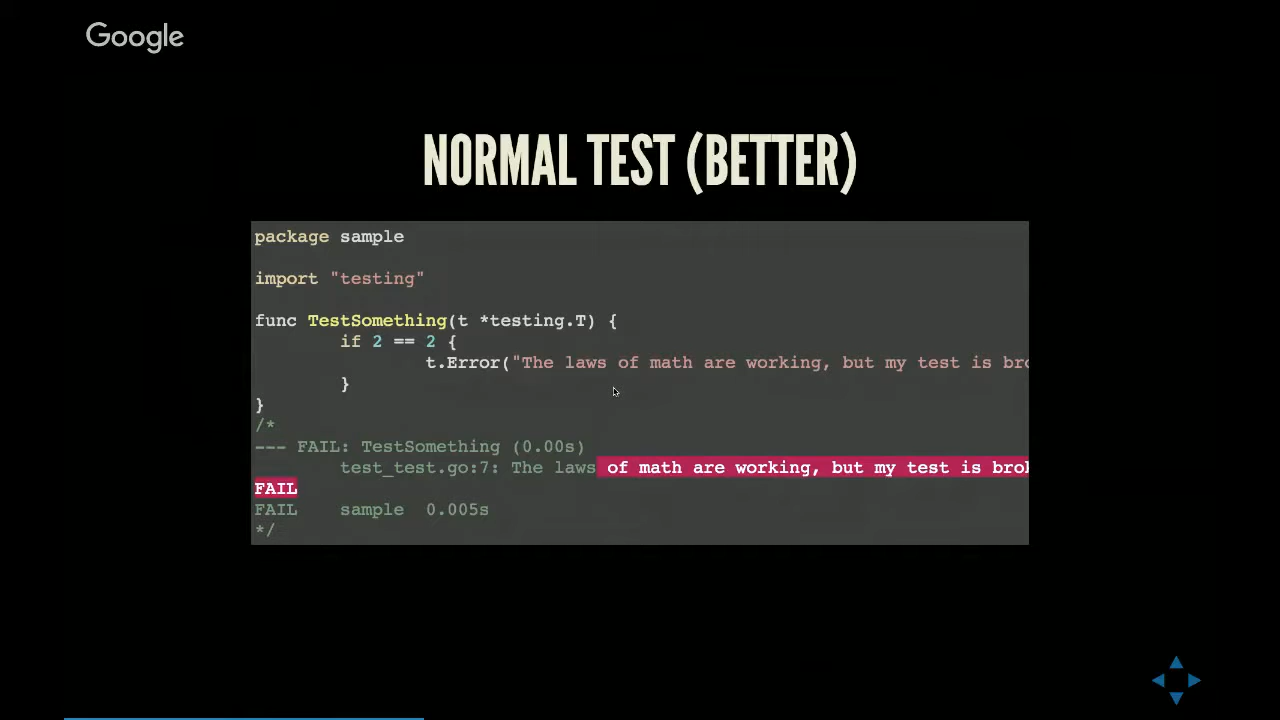 Google
NORMAL TEST (BETTER)
package sample
import "testing"
func TestSomething(t *testing.T) {
if 2 == 2 {
t.Error("The laws of math are working, but my test is bro
}
}
/*
--- FAIL: TestSomething (0.00s)
test_test.go:7: The laws of math are working, but my test is brok
FAIL
FAIL sample 0.005s
*/